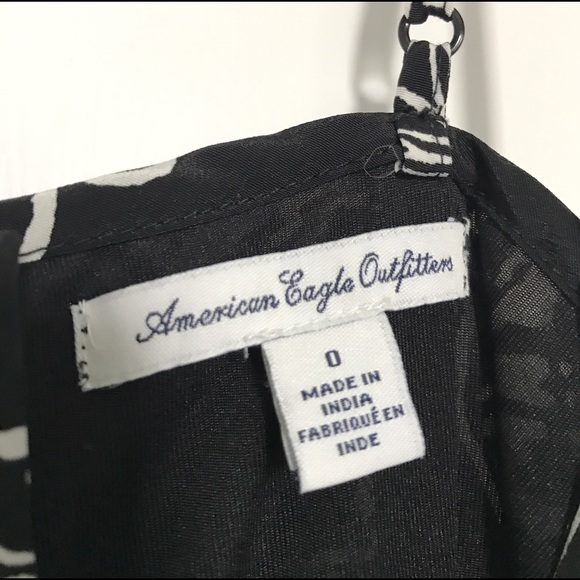 American Eagle Outfitters
0
MADE IN
INDIA
FABRIQUÉ EN
INDE